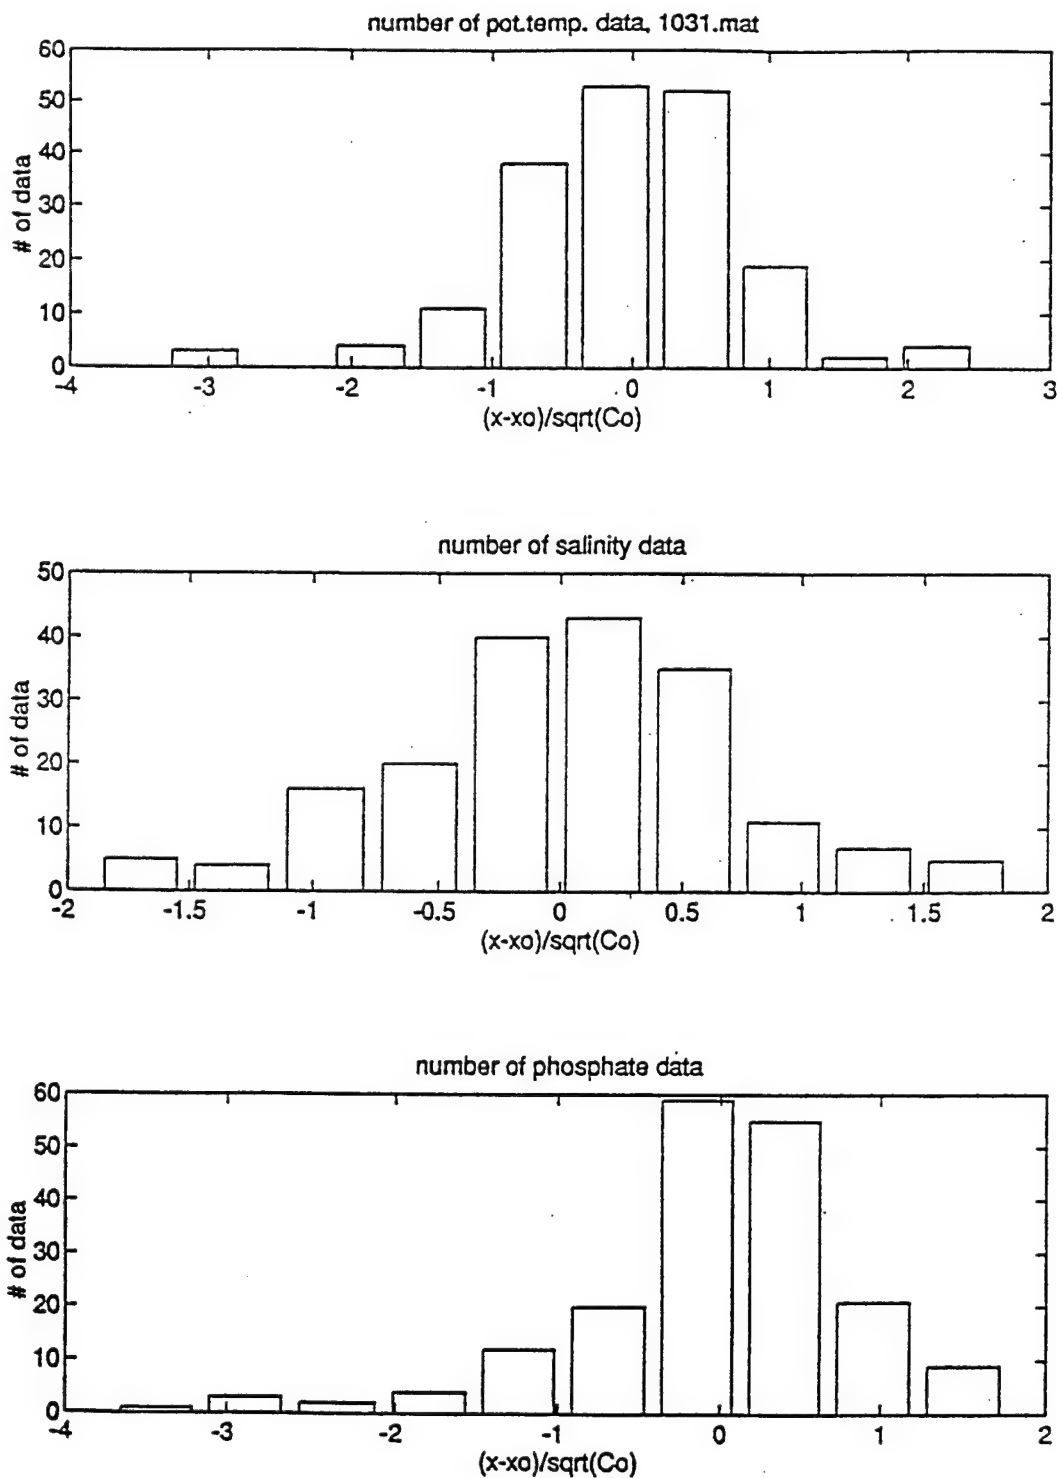 number of pot.temp. data, 1031.mat
60
50
40
30
20
10
0
# of data
-4 -3 -2 -1 0 1 2 3
(x-xo)/sqrt(Co)
number of salinity data
50
40
30
20
10
0
# of data
-2 -1.5 -1 -0.5 0 0.5 1 1.5 2
(x-xo)/sqrt(Co)
number of phosphate data
60
50
40
30
20
10
0
# of data
-4 -3 -2 -1 0 1 2
(x-xo)/sqrt(Co)